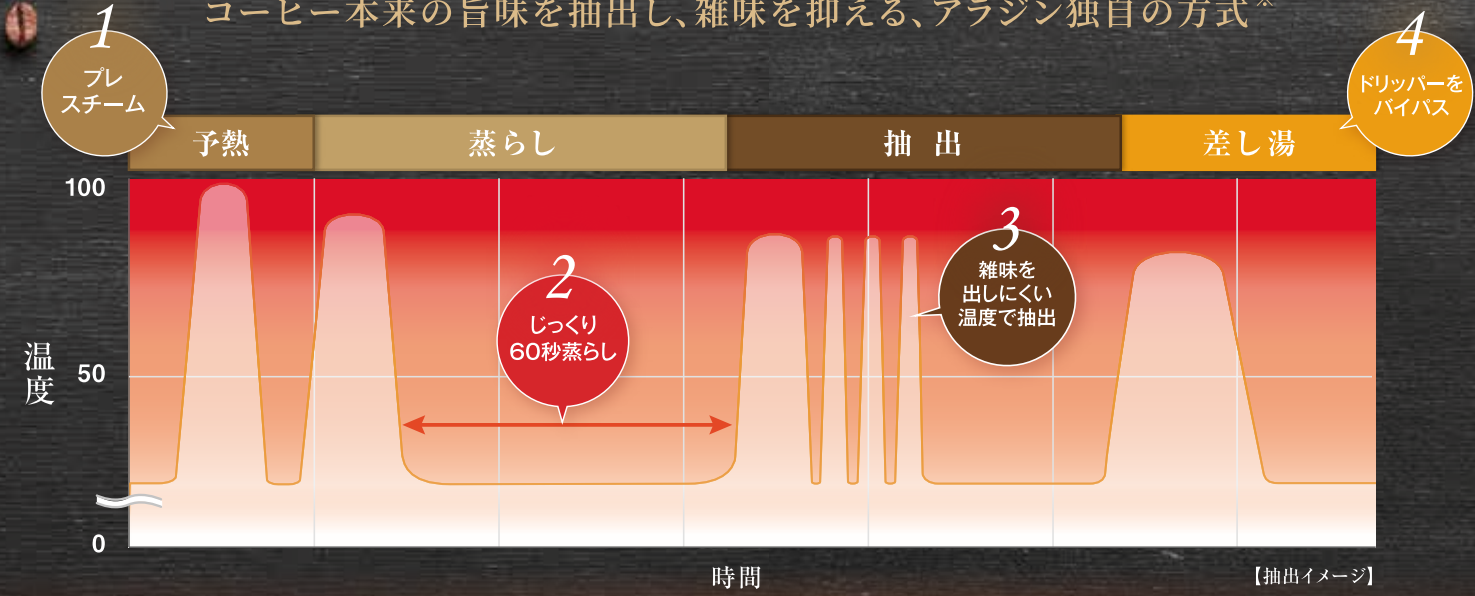 コーヒー本来の旨味を抽出し、雑味を抑える、アラジン独自の方式※
1
プレ
スチーム
4
ドリッパーを
バイパス
予熱
蒸らし
抽出
差し湯
100
3
雑味を
出しにくい
温度で抽出
2
じっくり
60秒蒸らし
温度
50
0
時間
【抽出イメージ】